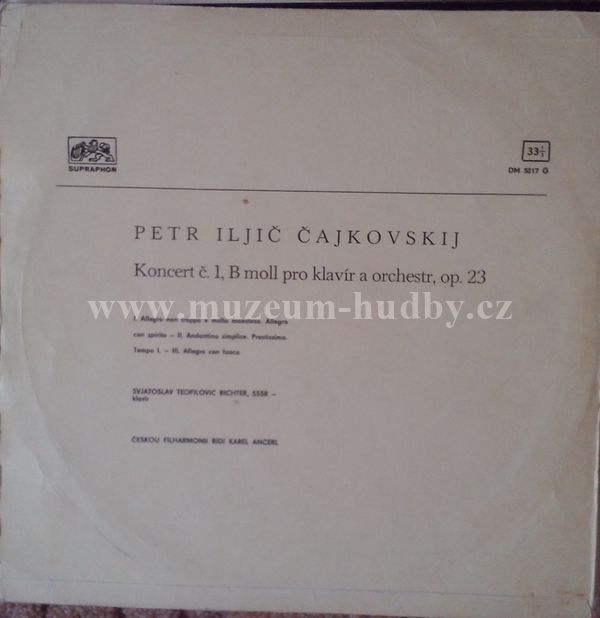 SUPRAPHON
33⅓
DM 5217 G
PETR ILJIČ ČAJKOVSKIJ
Koncert č. 1, B moll pro klavír a orchestr, op. 23
www.muzeum-hudby.cz
I. Allegro non troppo e molto maestoso. Allegro
con spirito – II. Andantino simplice. Prestissimo.
Tempo I. – III. Allegro con fuoco
SVJATOSLAV TEOFILOVIČ RICHTER, SSSR –
klavír
ČESKOU FILHARMONII ŘÍDÍ KAREL ANČERL